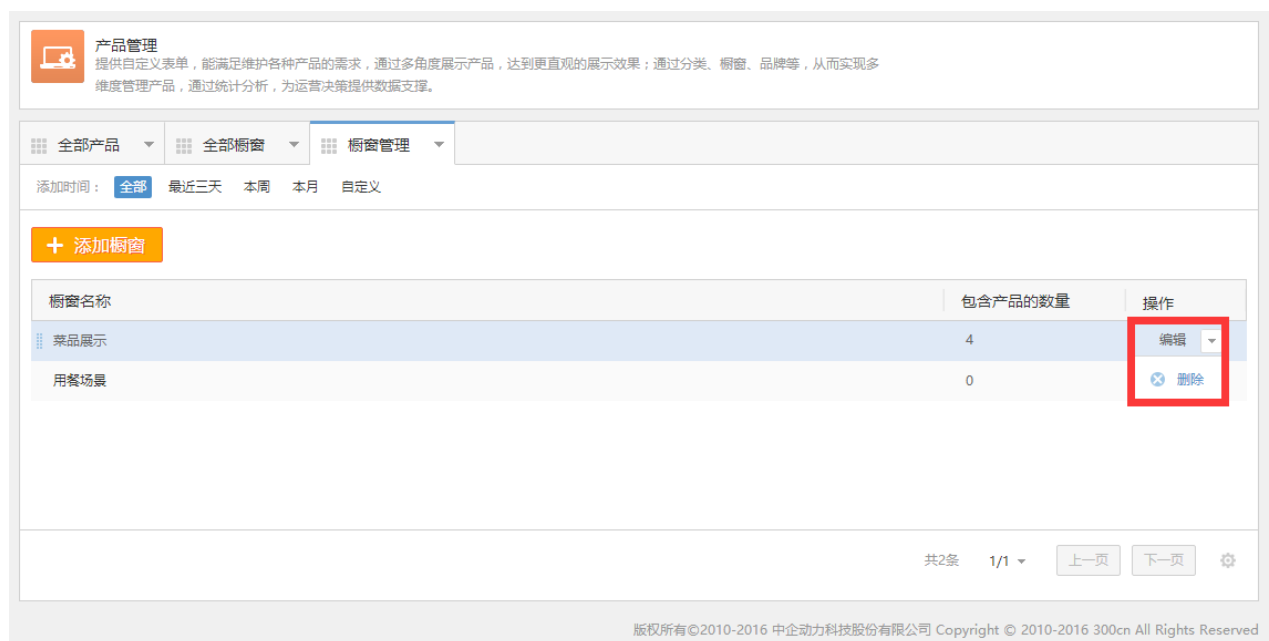 产品管理
提供自定义表单，能满足维护各种产品的需求，通过多角度展示产品，达到更直观的展示效果；通过分类、橱窗、品牌等，从而实现多
维度管理产品，通过统计分析，为运营决策提供数据支撑。
全部产品 全部橱窗 橱窗管理
添加时间： 全部 最近三天 本周 本月 自定义
添加橱窗
橱窗名称 包含产品的数量 操作
菜品展示 4 编辑
用餐场景 0 删除
共2条 1/1 上一页 下一页
版权所有©2010-2016 中企动力科技股份有限公司 Copyright © 2010-2016 300cn All Rights Reserved